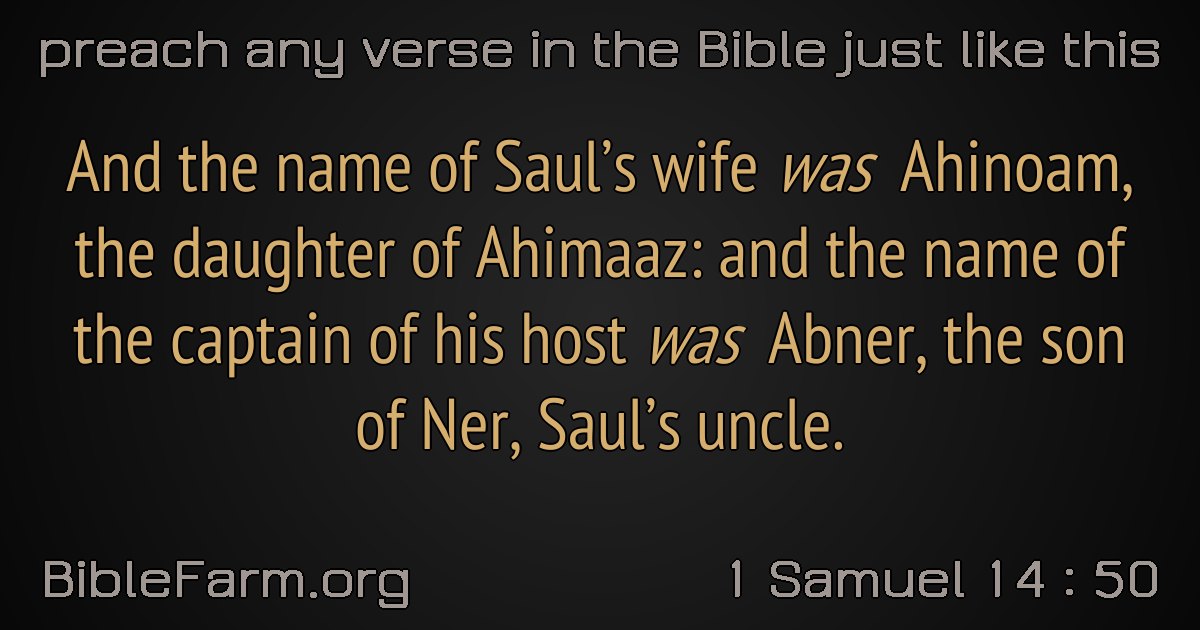 preach any verse in the Bible just like this
And the name of Saul’s wife was Ahinoam,
the daughter of Ahimaaz: and the name of
the captain of his host was Abner, the son
of Ner, Saul’s uncle.
BibleFarm.org
1 Samuel 14 : 50